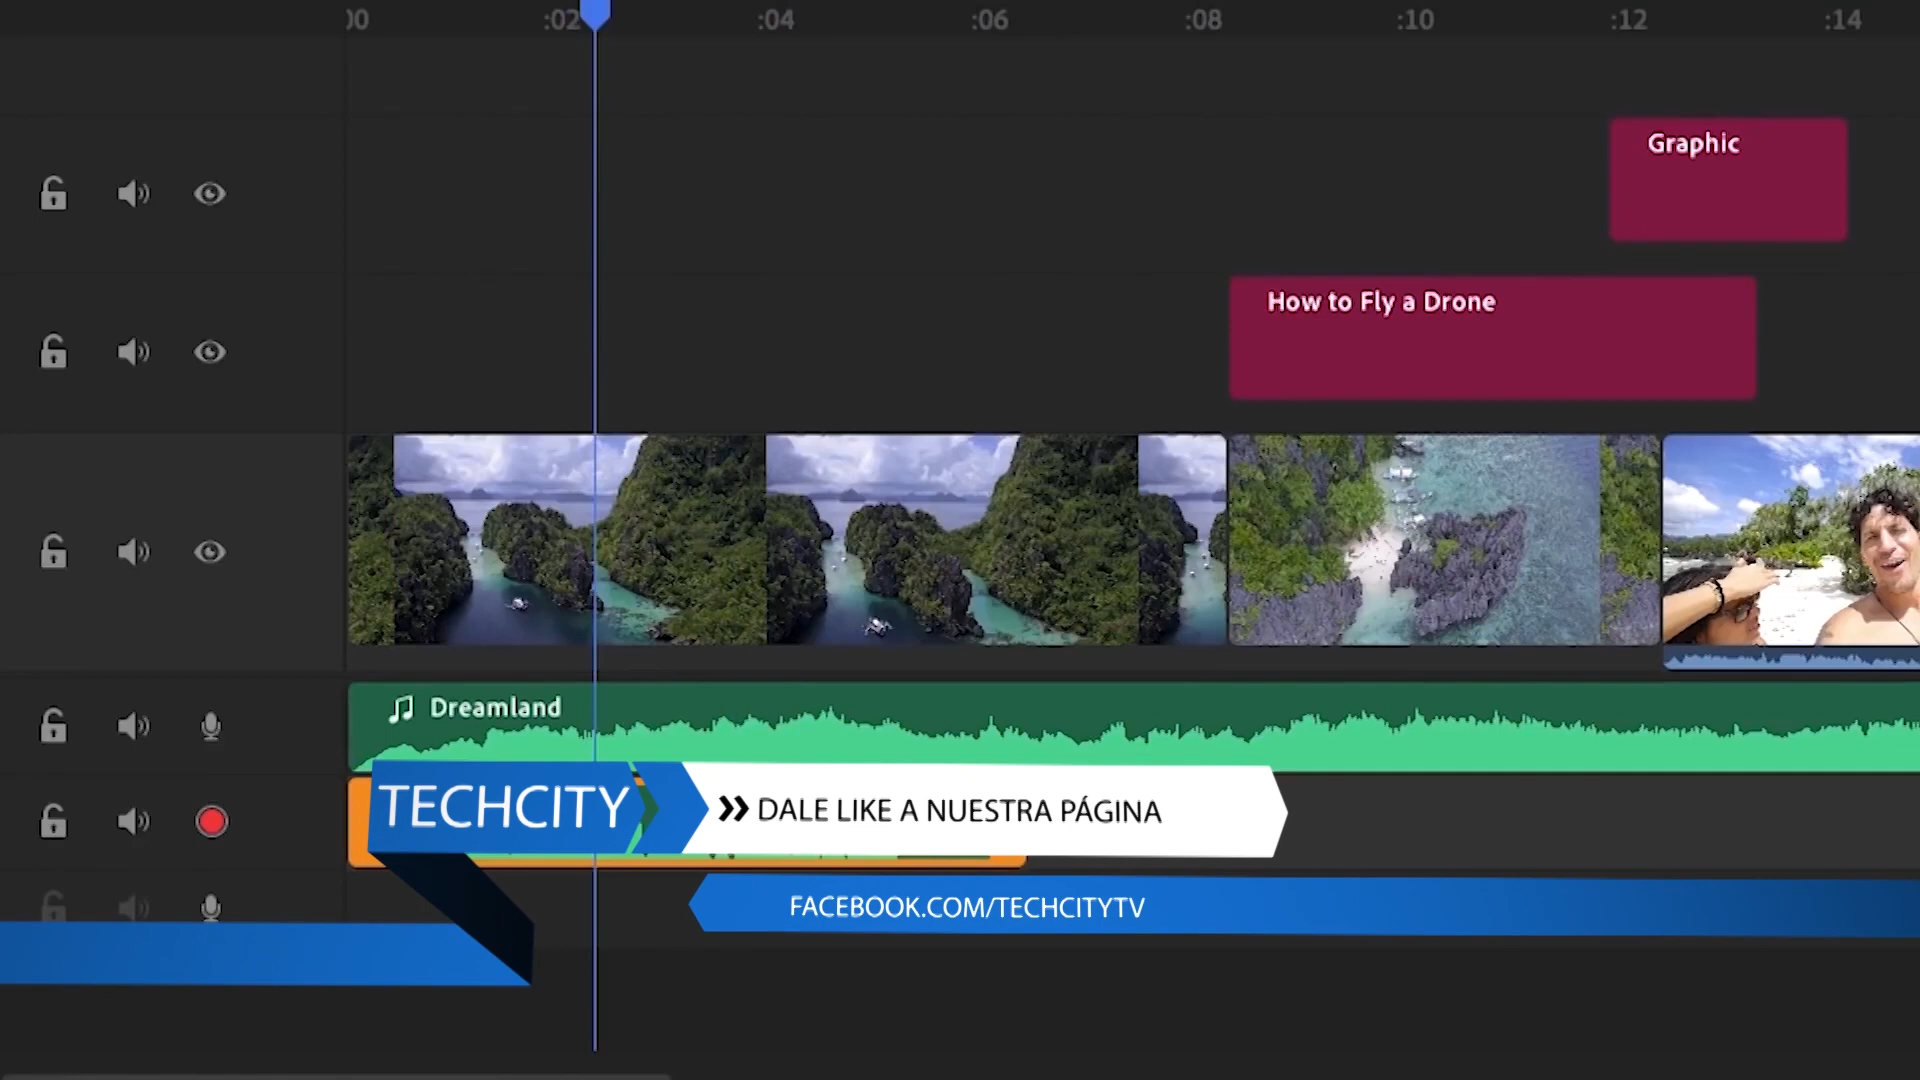 :02
:04
:06
:08
:10
:12
:14
Graphic
How to Fly a Drone
Dreamland
TECHCITY
DALE LIKE A NUESTRA PÁGINA
FACEBOOK.COM/TECHCITYTV